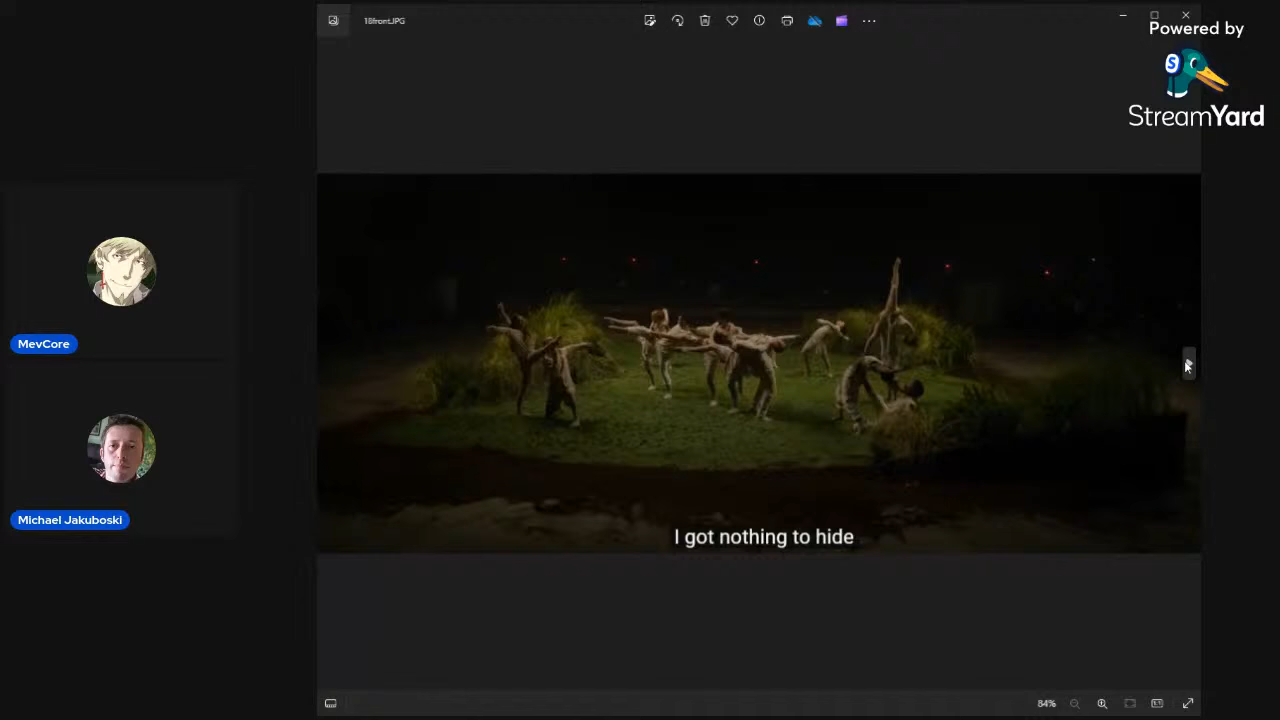 18front.JPG
Powered by
StreamYard
MevCore
Michael Jakuboski
I got nothing to hide
84%